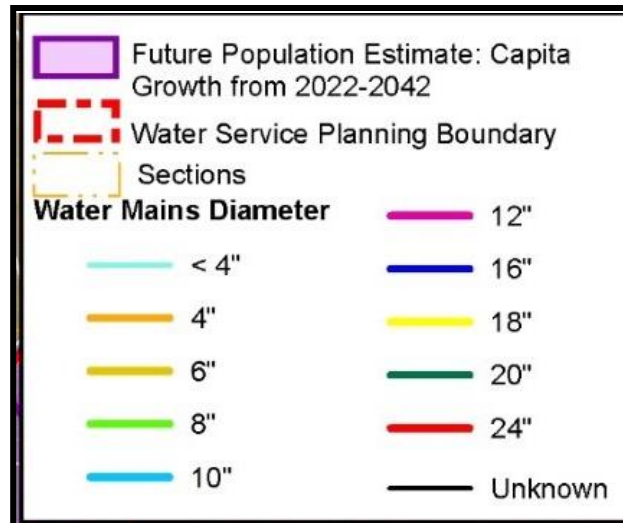 Future Population Estimate: Capita
Growth from 2022-2042
Water Service Planning Boundary
Sections
Water Mains Diameter
< 4"
4"
6"
8"
10"
12"
16"
18"
20"
24"
Unknown